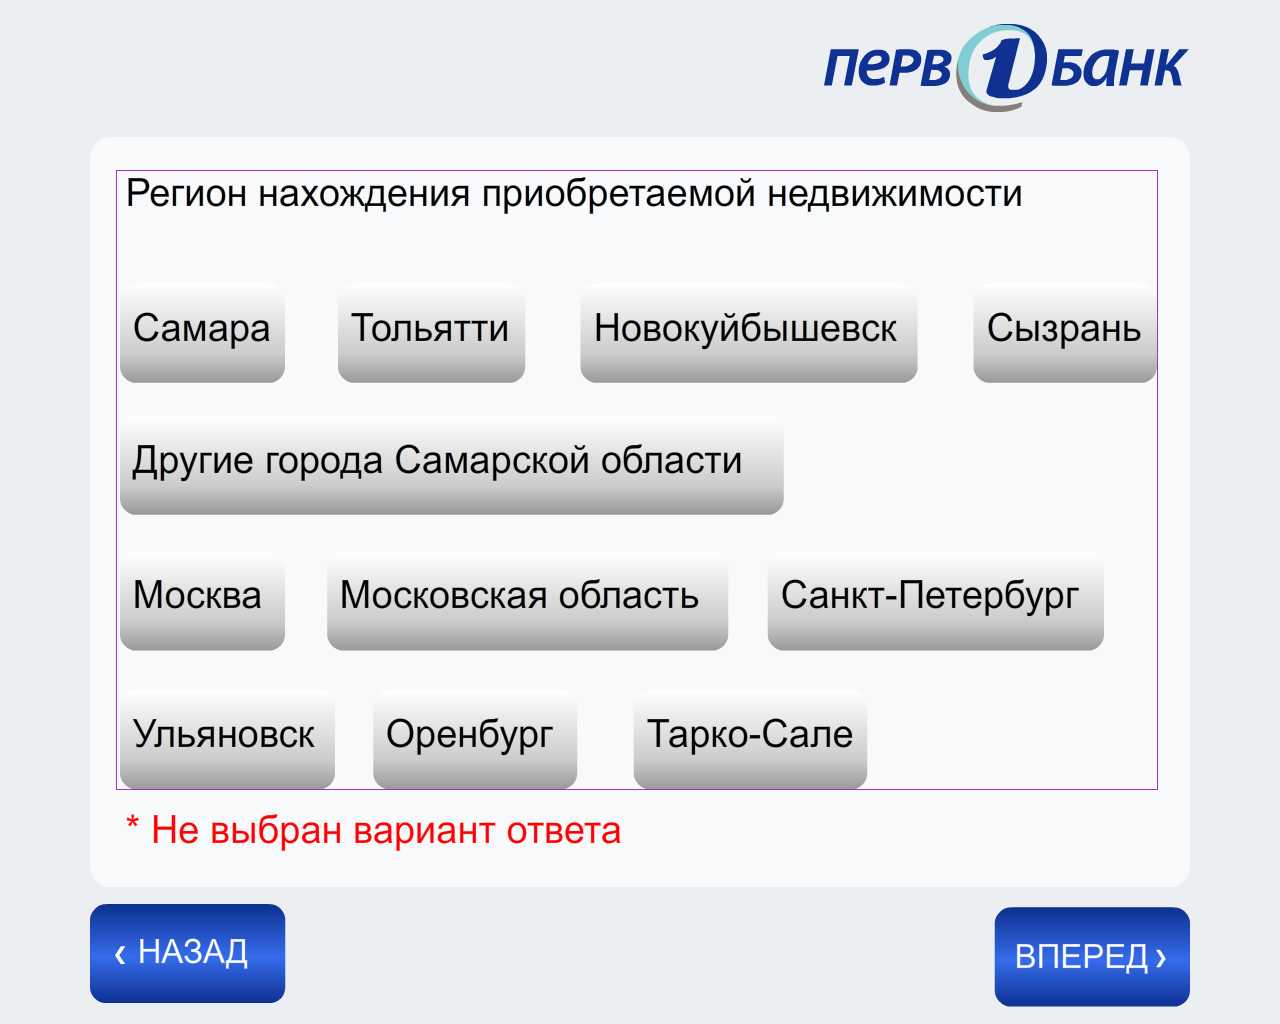 ПЕРВ1БАНК
Регион нахождения приобретаемой недвижимости
Самара Тольятти Новокуйбышевск Сызрань
Другие города Самарской области
Москва Московская область Санкт-Петербург
Ульяновск Оренбург Тарко-Сале
* Не выбран вариант ответа
‹ НАЗАД ВПЕРЕД ›